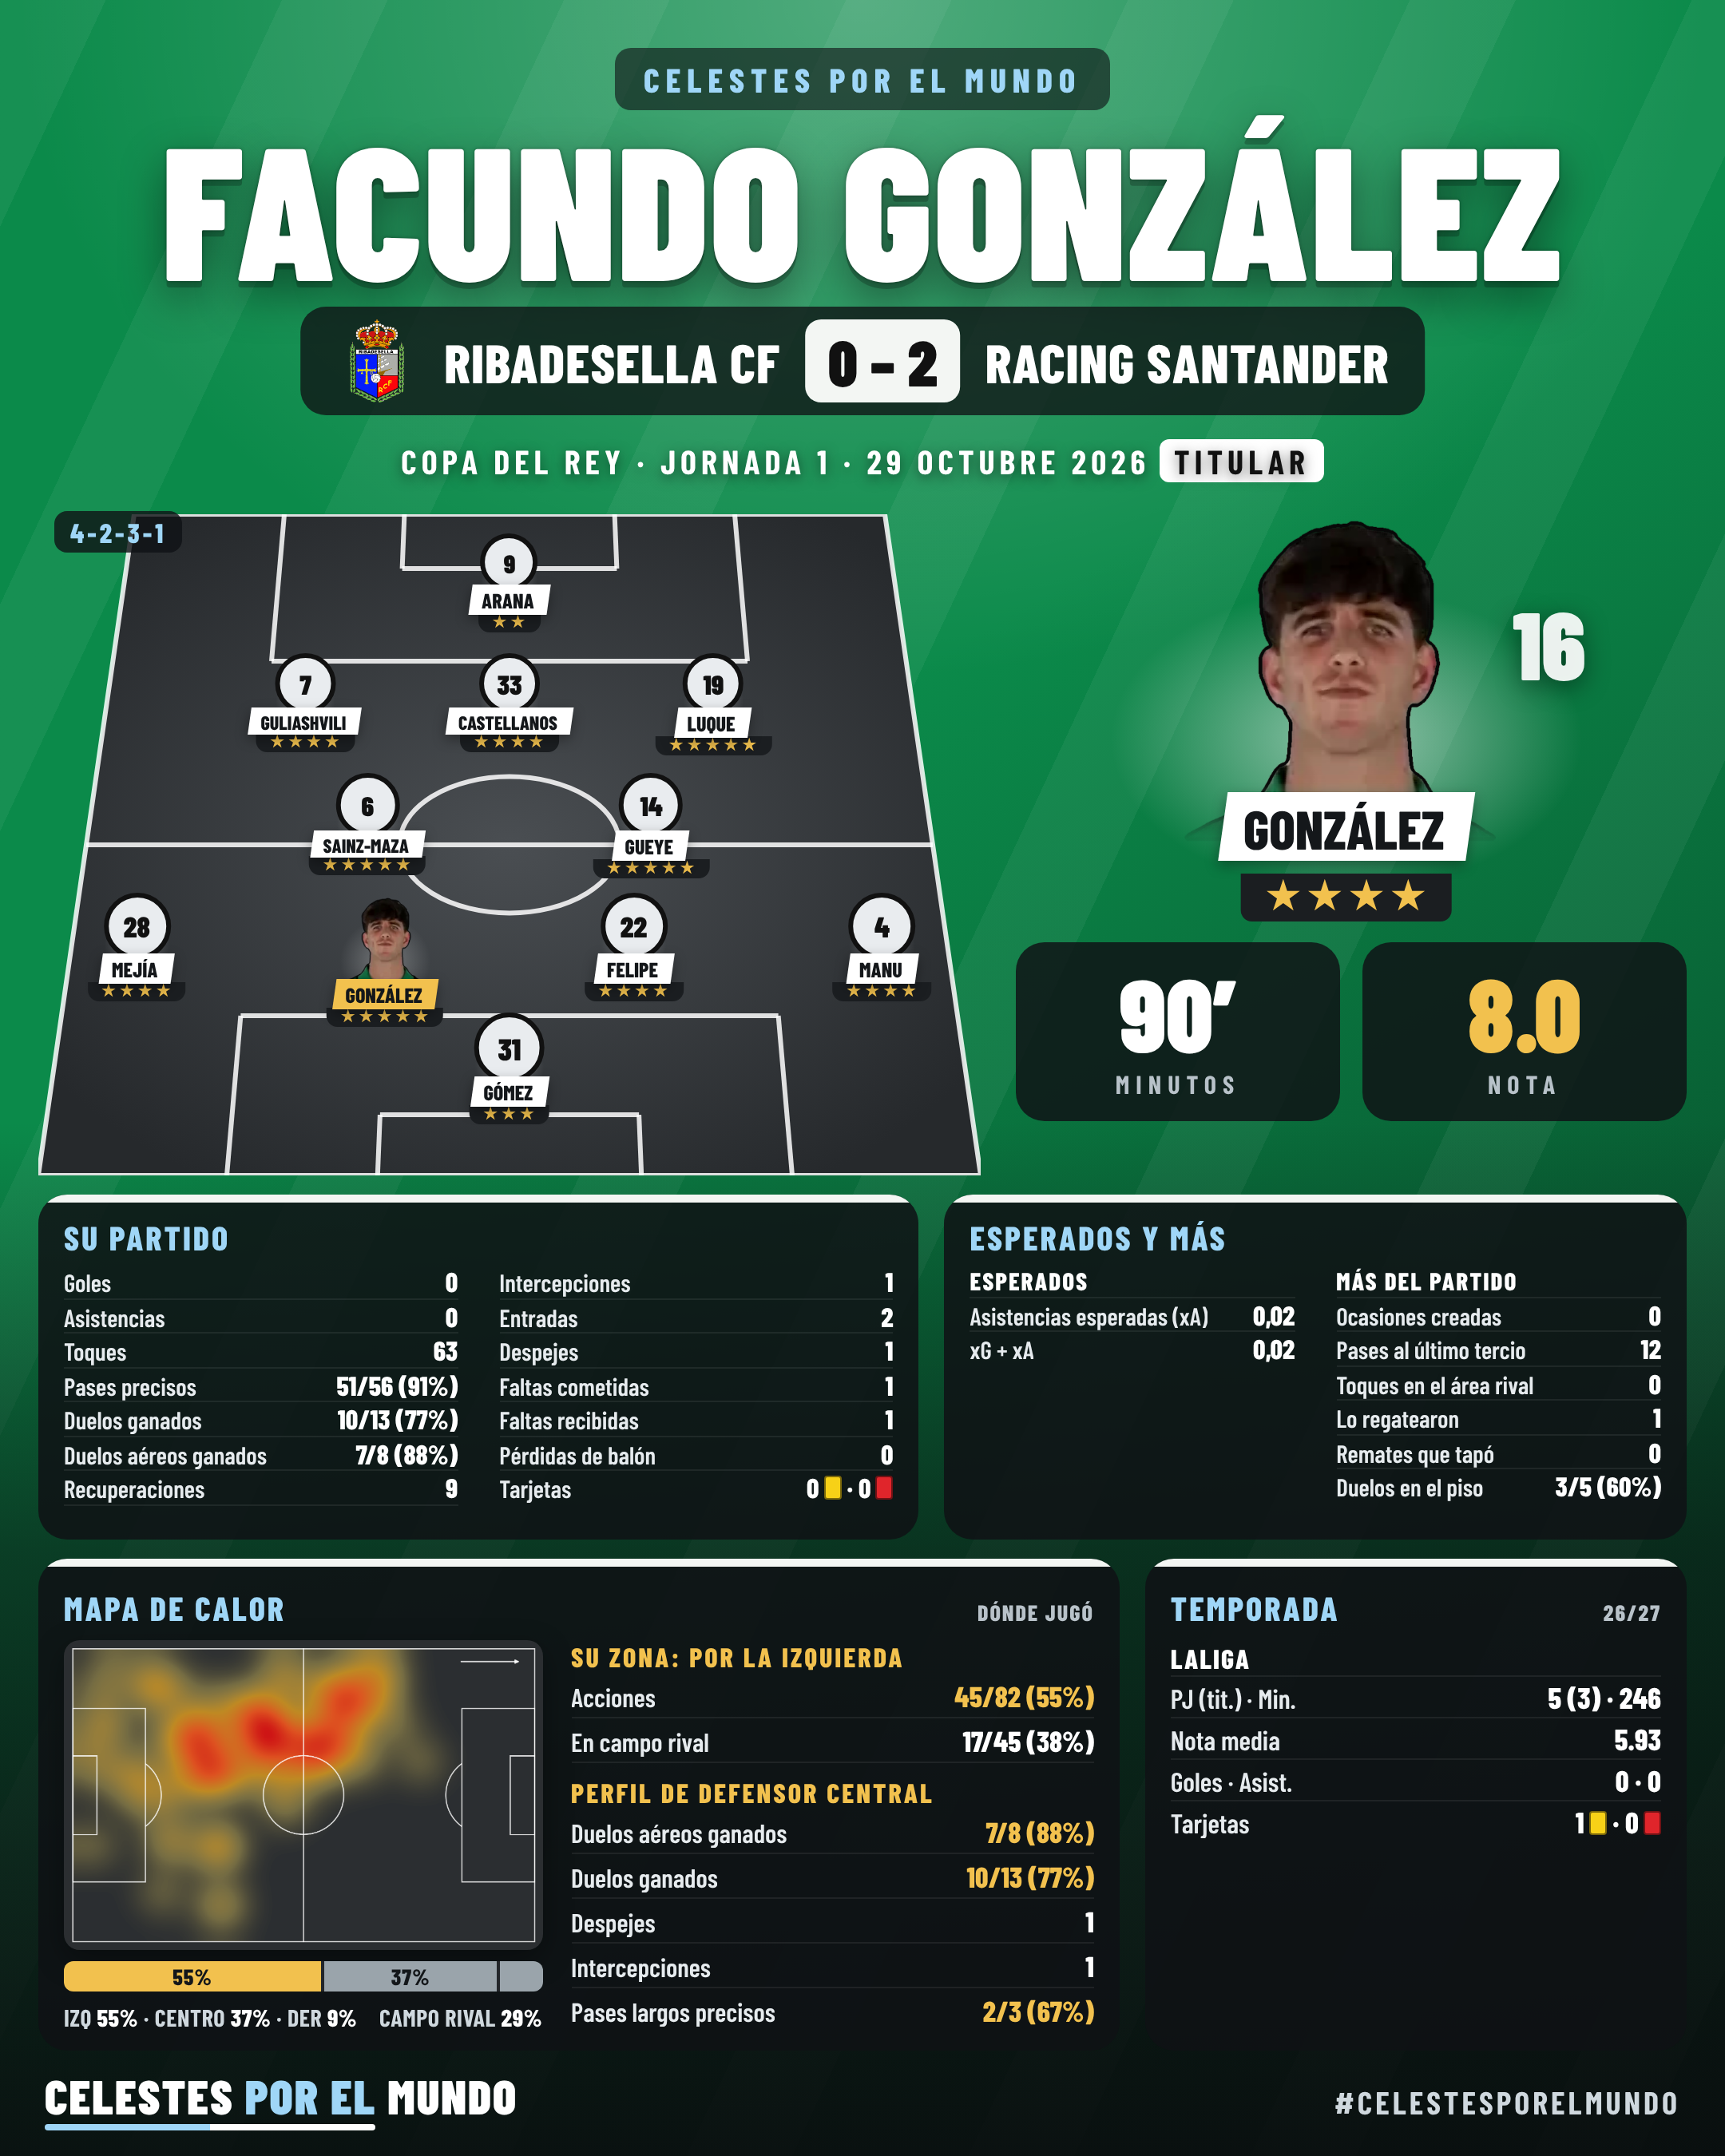 CELESTES POR EL MUNDO
FACUNDO GONZÁLEZ
RIBADESELLA CF 0 - 2 RACING SANTANDER
COPA DEL REY · JORNADA 1 · 29 OCTUBRE 2026 TITULAR
4-2-3-1
9
ARANA
7
GULIASHVILI
33
CASTELLANOS
19
LUQUE
6
SAINZ-MAZA
14
GUEYE
28
MEJÍA
GONZÁLEZ
22
FELIPE
4
MANU
31
GÓMEZ
16
GONZÁLEZ
90′
MINUTOS
8.0
NOTA
SU PARTIDO
Goles 0
Asistencias 0
Toques 63
Pases precisos 51/56 (91%)
Duelos ganados 10/13 (77%)
Duelos aéreos ganados 7/8 (88%)
Recuperaciones 9
Intercepciones 1
Entradas 2
Despejes 1
Faltas cometidas 1
Faltas recibidas 1
Pérdidas de balón 0
Tarjetas 0 · 0
ESPERADOS Y MÁS
ESPERADOS
Asistencias esperadas (xA) 0,02
xG + xA 0,02
MÁS DEL PARTIDO
Ocasiones creadas 0
Pases al último tercio 12
Toques en el área rival 0
Lo regatearon 1
Remates que tapó 0
Duelos en el piso 3/5 (60%)
MAPA DE CALOR
DÓNDE JUGÓ
55% 37%
IZQ 55% · CENTRO 37% · DER 9% CAMPO RIVAL 29%
SU ZONA: POR LA IZQUIERDA
Acciones 45/82 (55%)
En campo rival 17/45 (38%)
PERFIL DE DEFENSOR CENTRAL
Duelos aéreos ganados 7/8 (88%)
Duelos ganados 10/13 (77%)
Despejes 1
Intercepciones 1
Pases largos precisos 2/3 (67%)
TEMPORADA 26/27
LALIGA
PJ (tit.) · Min. 5 (3) · 246
Nota media 5.93
Goles · Asist. 0 · 0
Tarjetas 1 · 0
CELESTES POR EL MUNDO
#CELESTESPORELMUNDO